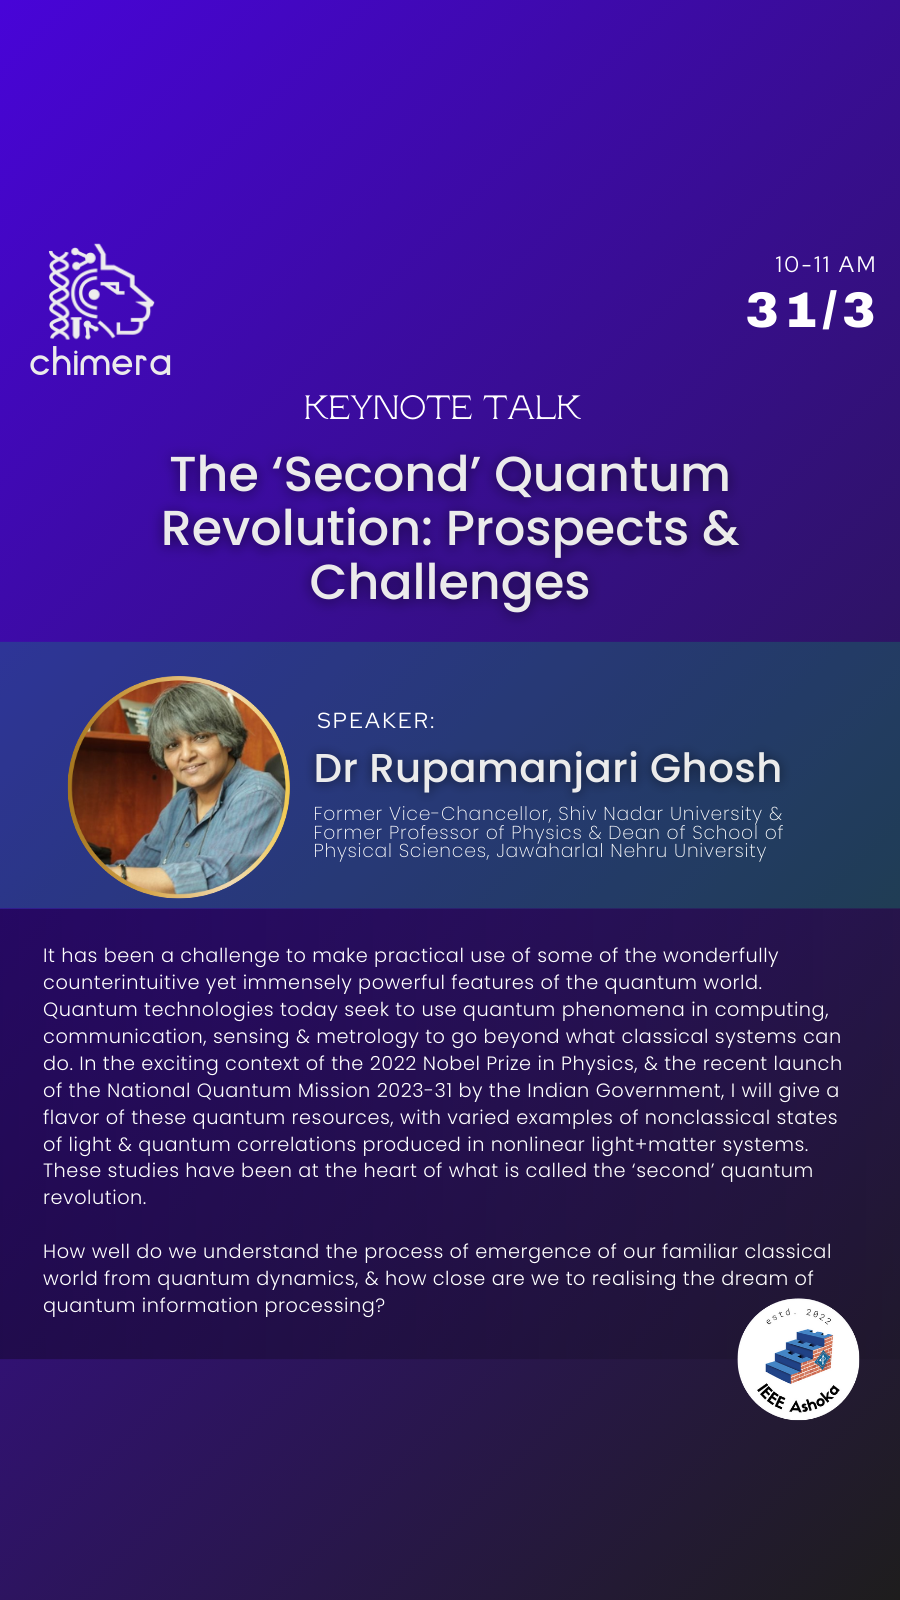 chimera
10-11 AM
31/3
KEYNOTE TALK
The ‘Second’ Quantum
Revolution: Prospects &
Challenges
SPEAKER:
Dr Rupamanjari Ghosh
Former Vice-Chancellor, Shiv Nadar University &
Former Professor of Physics & Dean of School of
Physical Sciences, Jawaharlal Nehru University
It has been a challenge to make practical use of some of the wonderfully
counterintuitive yet immensely powerful features of the quantum world.
Quantum technologies today seek to use quantum phenomena in computing,
communication, sensing & metrology to go beyond what classical systems can
do. In the exciting context of the 2022 Nobel Prize in Physics, & the recent launch
of the National Quantum Mission 2023-31 by the Indian Government, I will give a
flavor of these quantum resources, with varied examples of nonclassical states
of light & quantum correlations produced in nonlinear light+matter systems.
These studies have been at the heart of what is called the ‘second’ quantum
revolution.
How well do we understand the process of emergence of our familiar classical
world from quantum dynamics, & how close are we to realising the dream of
quantum information processing?
estd. 2022
IEEE Ashoka